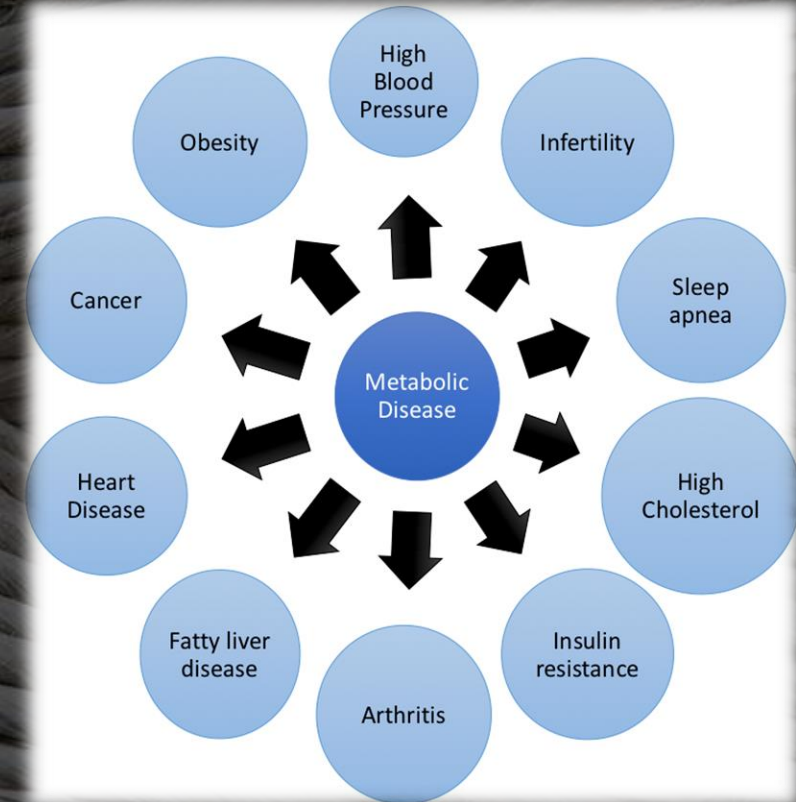 High
Blood
Pressure
Infertility
Sleep
apnea
High
Cholesterol
Insulin
resistance
Arthritis
Fatty liver
disease
Heart
Disease
Cancer
Obesity
Metabolic
Disease